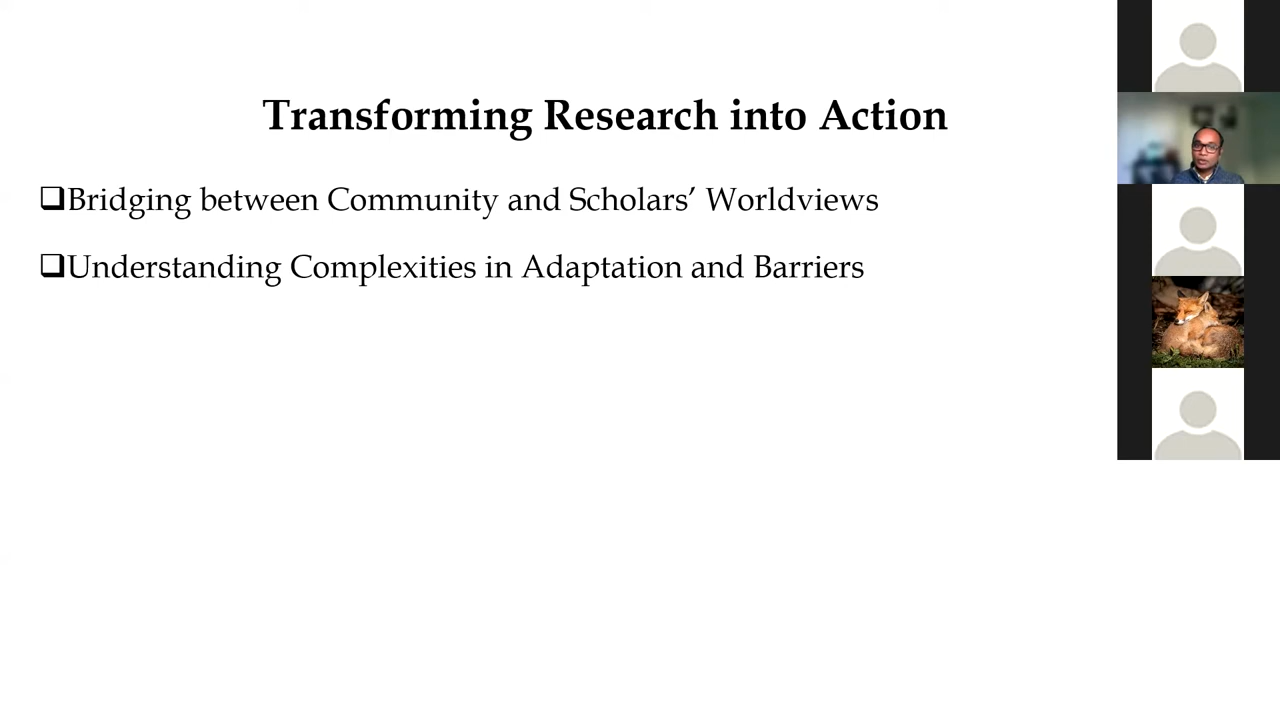 Transforming Research into Action
❑Bridging between Community and Scholars’ Worldviews
❑Understanding Complexities in Adaptation and Barriers